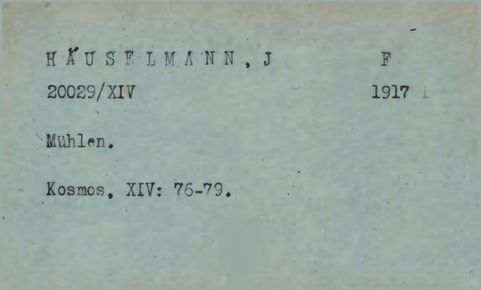 HÄUSELMANN, J F
20029/XIV 1917
Mühlen.
Kosmos, XIV: 76-79.